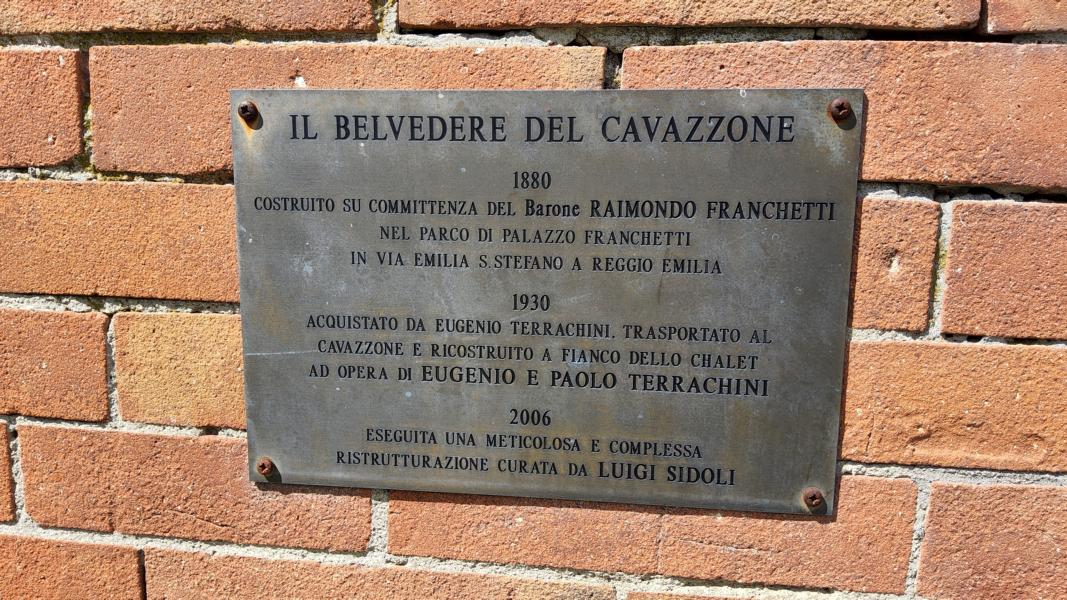 IL BELVEDERE DEL CAVAZZONE
1880
COSTRUITO SU COMMITTENZA DEL Barone RAIMONDO FRANCHETTI
NEL PARCO DI PALAZZO FRANCHETTI
IN VIA EMILIA S.STEFANO A REGGIO EMILIA
1930
ACQUISTATO DA EUGENIO TERRACHINI, TRASPORTATO AL
CAVAZZONE E RICOSTRUITO A FIANCO DELLO CHALET
AD OPERA DI EUGENIO E PAOLO TERRACHINI
2006
ESEGUITA UNA METICOLOSA E COMPLESSA
RISTRUTTURAZIONE CURATA DA LUIGI SIDOLI